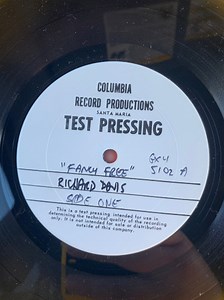 COLUMBIA
RECORD PRODUCTIONS
SANTA MARIA
TEST PRESSING
"FANCY FREE" GXY
5102 A
RICHARD DAVIS
SIDE ONE
This is a test pressing intended for use in
determining the technical quality of the recording
only. It is not intended for sale or distribution
outside of this company.